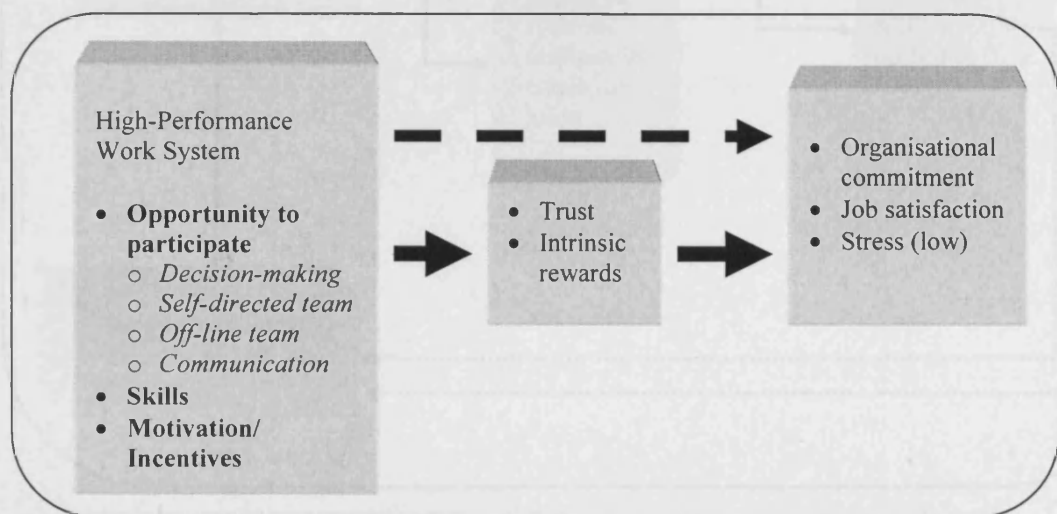 High-Performance
Work System
• Opportunity to
participate
○ Decision-making
○ Self-directed team
○ Off-line team
○ Communication
• Skills
• Motivation/
Incentives
• Trust
• Intrinsic
rewards
• Organisational
commitment
• Job satisfaction
• Stress (low)